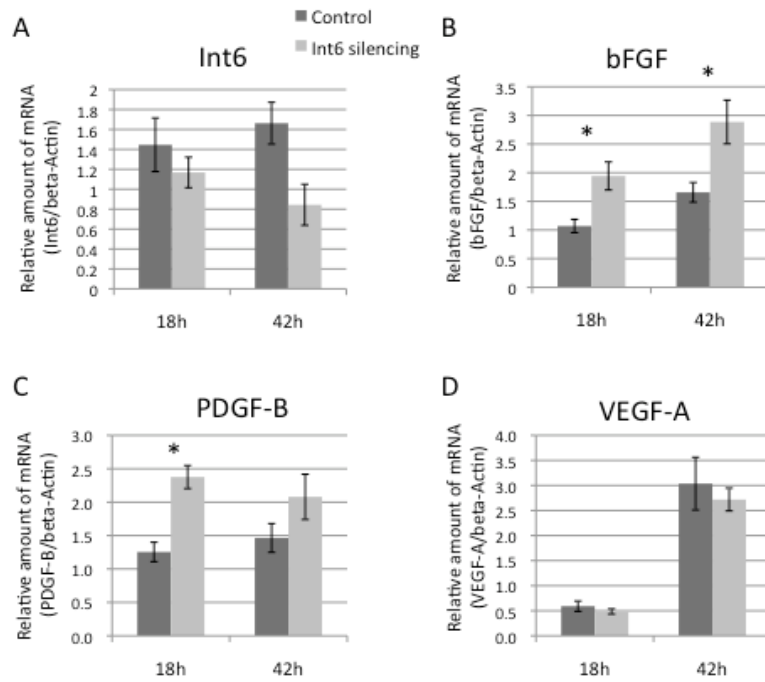 Control
Int6 silencing
A
Int6
Relative amount of mRNA
(Int6/beta-Actin)
2
1.8
1.6
1.4
1.2
1
0.8
0.6
0.4
0.2
0
18h
42h
B
bFGF
Relative amount of mRNA
(bFGF/beta-Actin)
3.5
3
2.5
2
1.5
1
0.5
0
*
*
18h
42h
C
PDGF-B
Relative amount of mRNA
(PDGF-B/beta-Actin)
3.0
2.5
2.0
1.5
1.0
0.5
0.0
*
18h
42h
D
VEGF-A
Relative amount of mRNA
(VEGF-A/beta-Actin)
4.0
3.5
3.0
2.5
2.0
1.5
1.0
0.5
0.0
18h
42h